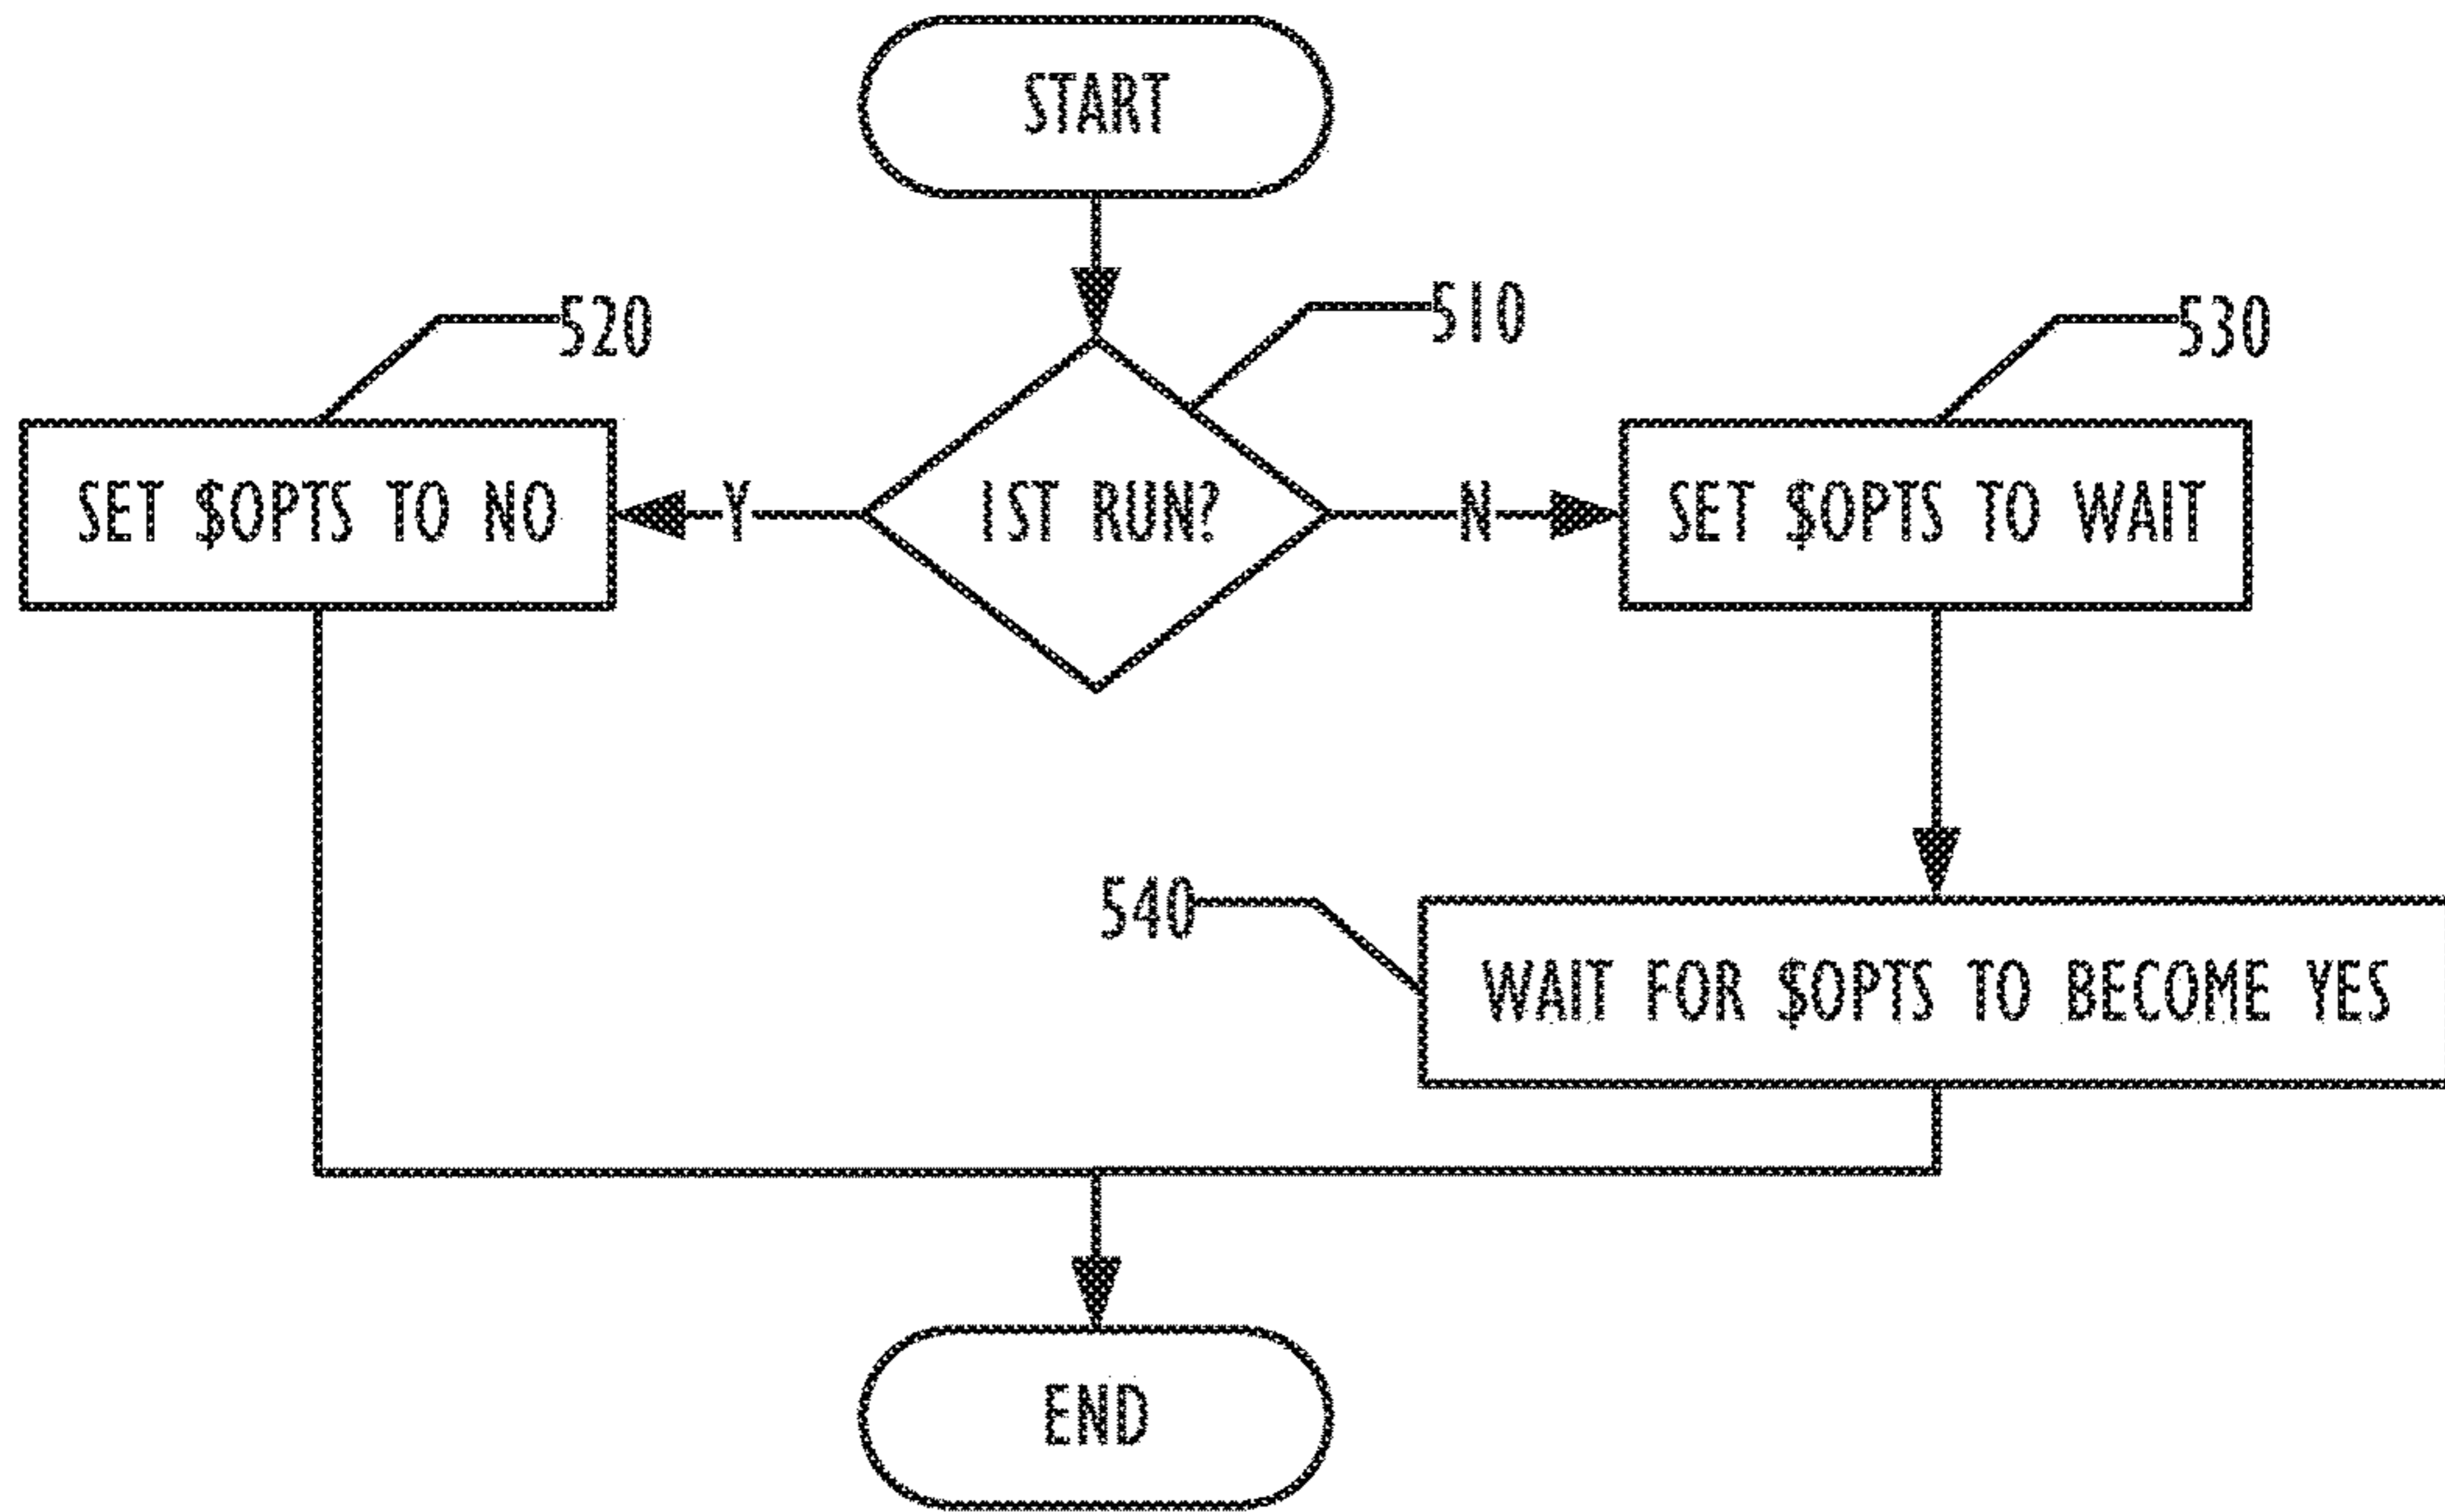 START
510
520
530
1ST RUN?
Y
N
SET $OPTS TO NO
SET $OPTS TO WAIT
540
WAIT FOR $OPTS TO BECOME YES
END